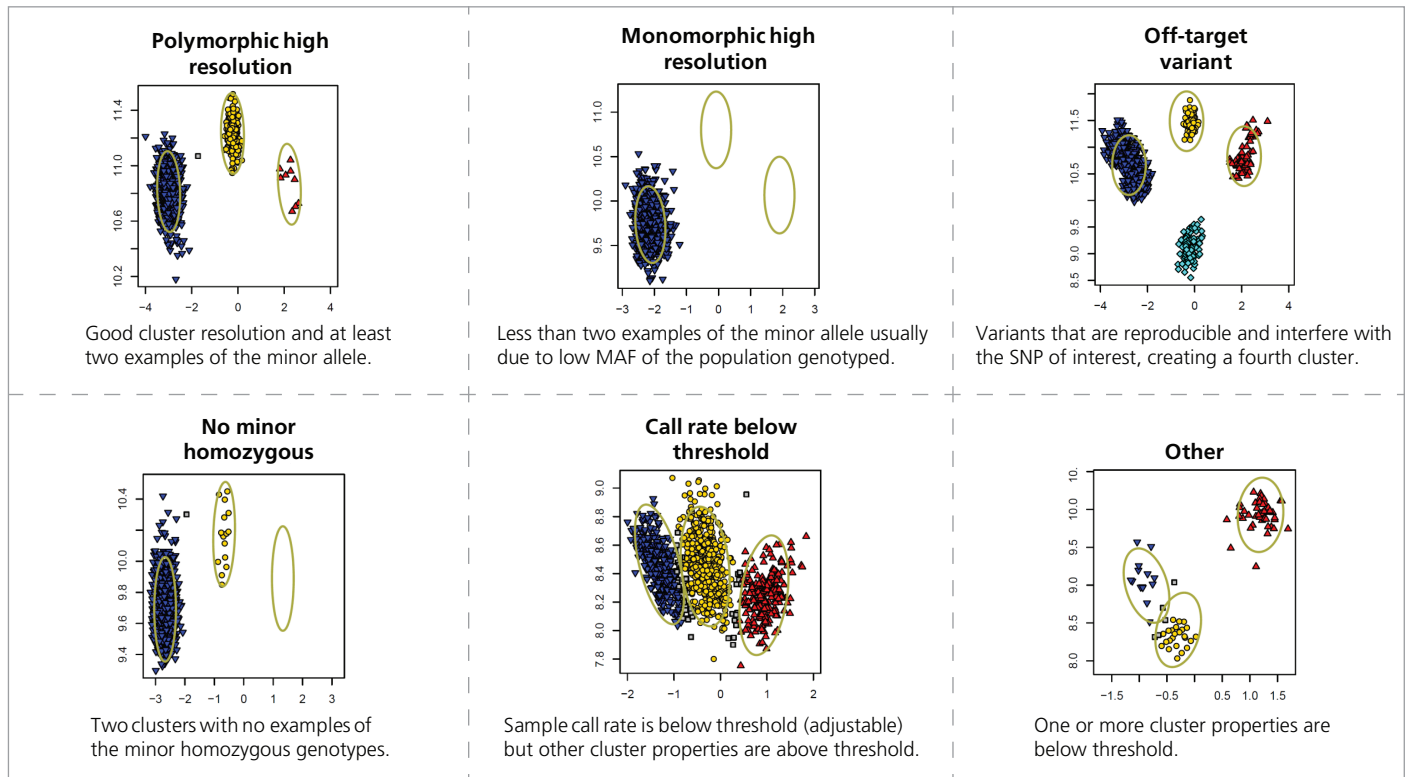 Polymorphic high
resolution
11.4
11.0
10.6
10.2
−4 −2 0 2 4
Good cluster resolution and at least
two examples of the minor allele.
Monomorphic high
resolution
11.0
10.5
10.0
9.5
−3 −2 −1 0 1 2 3
Less than two examples of the minor allele usually
due to low MAF of the population genotyped.
Off-target
variant
11.5
10.5
9.5
9.0
8.5
−4 −2 0 2 4
Variants that are reproducible and interfere with
the SNP of interest, creating a fourth cluster.
No minor
homozygous
10.4
10.0
9.8
9.6
9.4
−3 −2 −1 0 1 2 3
Two clusters with no examples of
the minor homozygous genotypes.
Call rate below
threshold
9.0
8.8
8.6
8.4
8.2
8.0
7.8
−2 −1 0 1 2
Sample call rate is below threshold (adjustable)
but other cluster properties are above threshold.
Other
10.
10.0
9.5
9.0
8.5
8.0
−1.5 −0.5 0.5 1.0 1.5
One or more cluster properties are
below threshold.